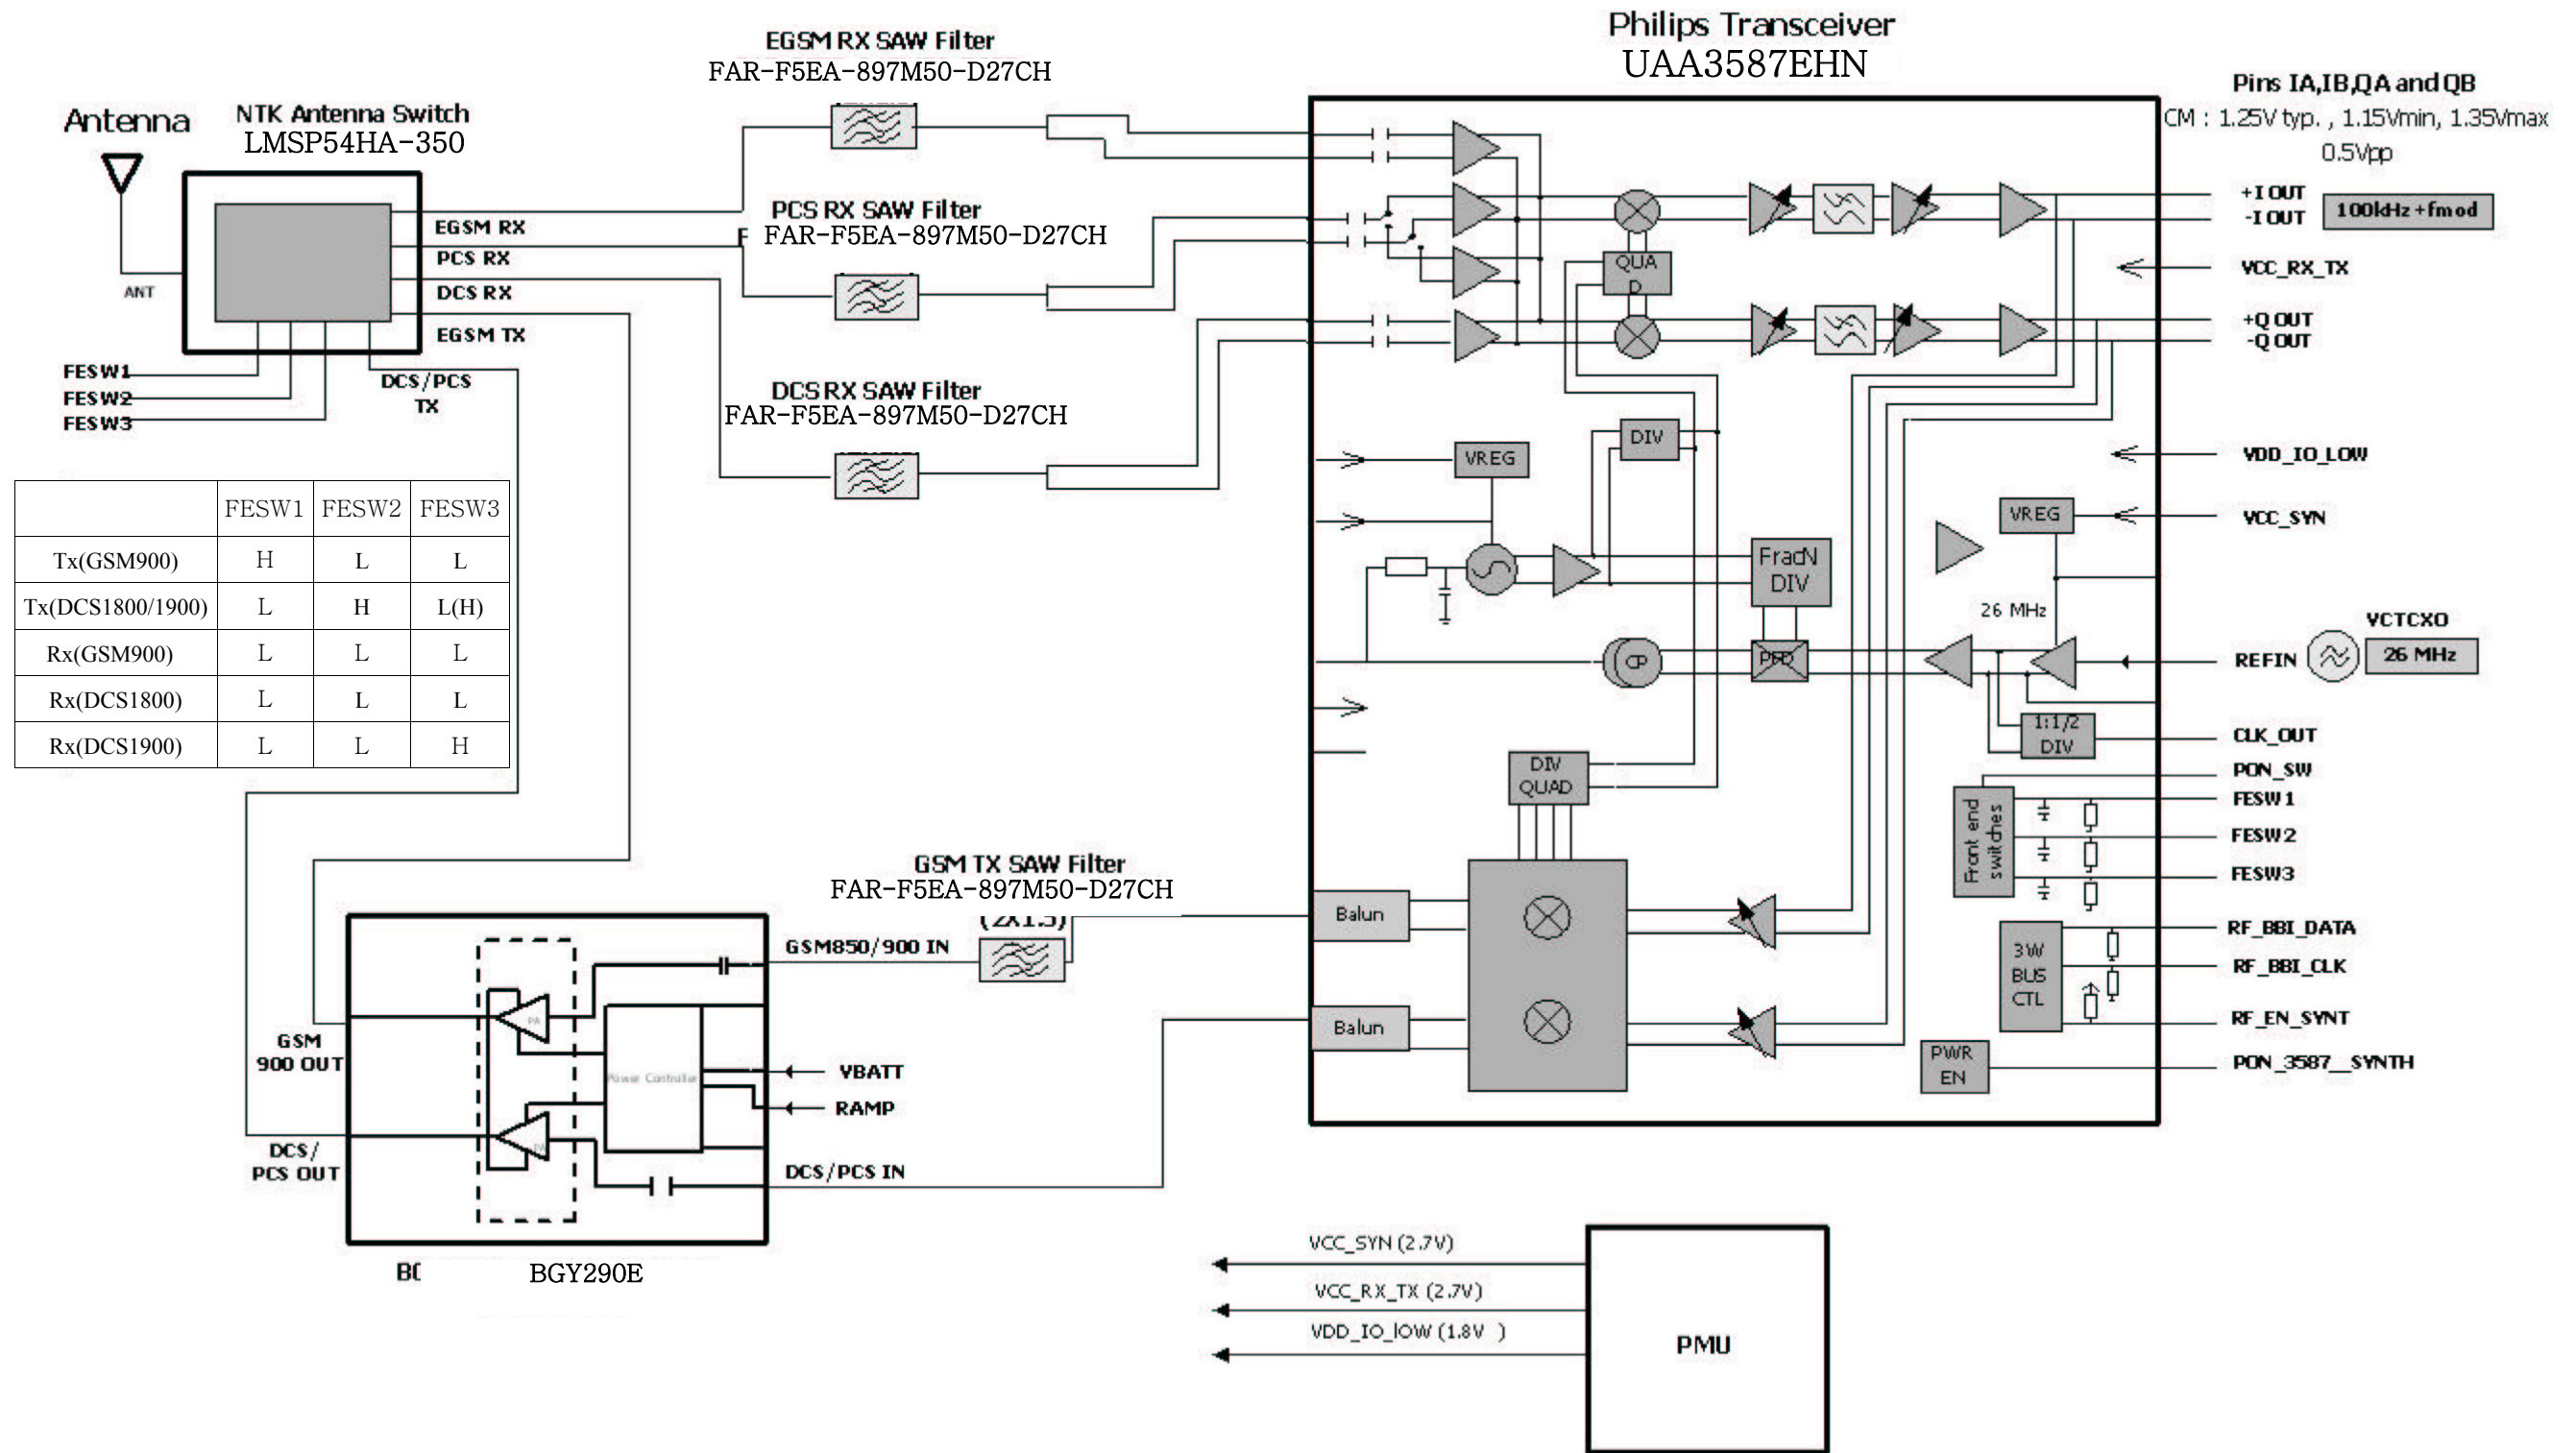 Philips Transceiver
UAA3587EHN
EGSM RX SAW Filter
FAR-F5EA-897M50-D27CH
Pins IA,IB,QA and QB
CM : 1.25V typ. , 1.15Vmin, 1.35Vmax
0.5Vpp
Antenna
NTK Antenna Switch
LMSP54HA-350
ANT
EGSM RX
PCS RX
DCS RX
EGSM TX
DCS/PCS
TX
FESW1
FESW2
FESW3
PCS RX SAW Filter
FAR-F5EA-897M50-D27CH
DCS RX SAW Filter
FAR-F5EA-897M50-D27CH
FESW1 FESW2 FESW3
Tx(GSM900) H L L
Tx(DCS1800/1900) L H L(H)
Rx(GSM900) L L L
Rx(DCS1800) L L L
Rx(DCS1900) L L H
QUA
D
DIV
VREG
VREG
FracN
DIV
26 MHz
CP
PFD
1:1/2
DIV
DIV
QUAD
Front end
switches
3W
BUS
CTL
PWR
EN
Balun
Balun
+I OUT
-I OUT
100kHz +fmod
VCC_RX_TX
+Q OUT
-Q OUT
VDD_IO_LOW
VCC_SYN
VCTCXO
REFIN
26 MHz
CLK_OUT
PON_SW
FESW1
FESW2
FESW3
RF_BBI_DATA
RF_BBI_CLK
RF_EN_SYNT
PON_3587__SYNTH
GSM TX SAW Filter
FAR-F5EA-897M50-D27CH
(2X1.5)
GSM850/900 IN
VBATT
RAMP
DCS/PCS IN
PA
PA
Power Controller
GSM
900 OUT
DCS/
PCS OUT
BGY290E
VCC_SYN (2.7V)
VCC_RX_TX (2.7V)
VDD_IO_lOW (1.8V )
PMU